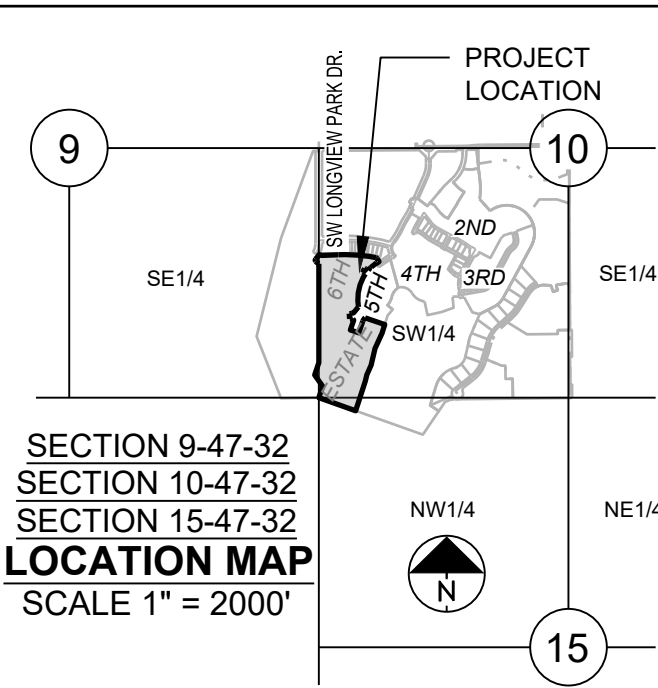 PROJECT
LOCATION
SW LONGVIEW PARK DR.
9
10
2ND
6TH
5TH
4TH
3RD
SE1/4
SE1/4
SW1/4
ESTATE
SECTION 9-47-32
SECTION 10-47-32
SECTION 15-47-32
LOCATION MAP
SCALE 1" = 2000'
NW1/4
NE1/4
N
15